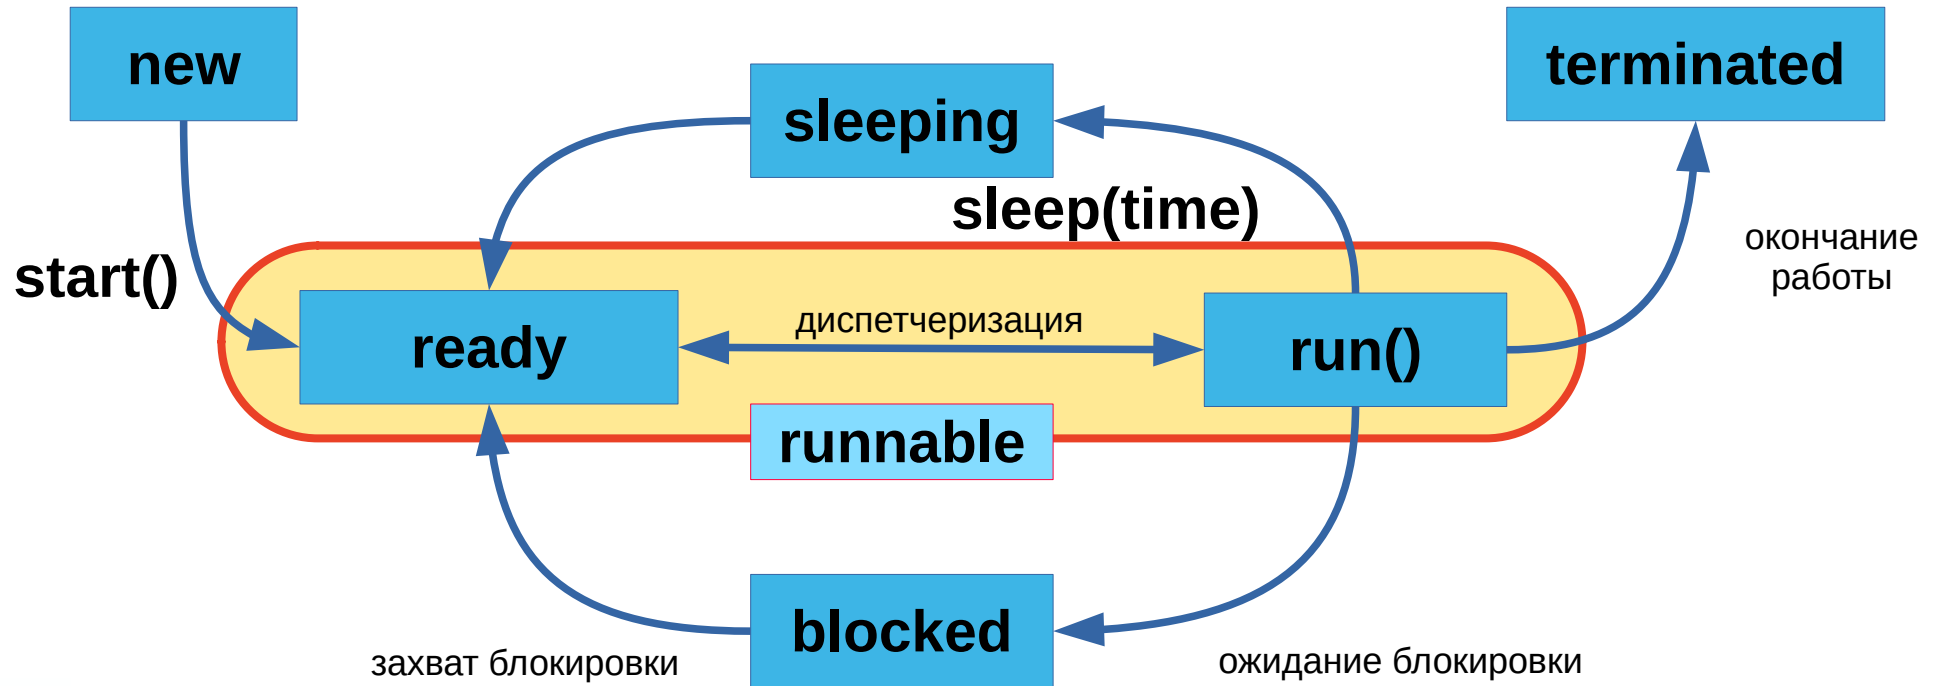 new
terminated
sleeping
sleep(time)
окончание
работы
start()
диспетчеризация
ready
run()
runnable
blocked
захват блокировки
ожидание блокировки